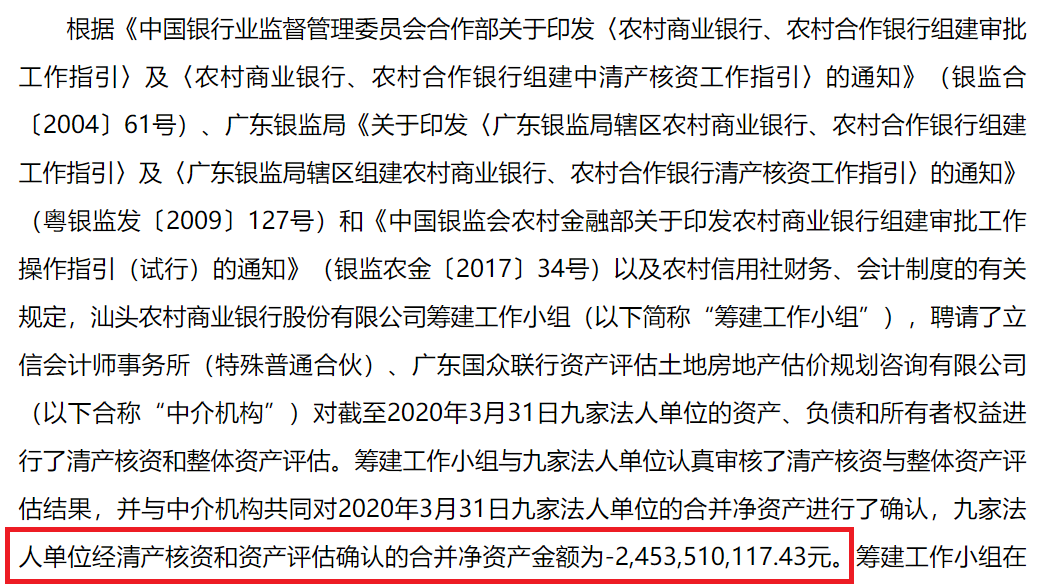 根据《中国银行业监督管理委员会合作部关于印发〈农村商业银行、农村合作银行组建审批
工作指引〉及〈农村商业银行、农村合作银行组建中清产核资工作指引〉的通知》（银监合
〔2004〕61号）、广东银监局《关于印发〈广东银监局辖区农村商业银行、农村合作银行组建
工作指引〉及〈广东银监局辖区组建农村商业银行、农村合作银行清产核资工作指引〉的通知》
（粤银监发〔2009〕127号）和《中国银监会农村金融部关于印发农村商业银行组建审批工作
操作指引（试行）的通知》（银监农金〔2017〕34号）以及农村信用社财务、会计制度的有关
规定，汕头农村商业银行股份有限公司筹建工作小组（以下简称“筹建工作小组”），聘请了立
信会计师事务所（特殊普通合伙）、广东国众联行资产评估土地房地产估价规划咨询有限公司
（以下合称“中介机构”）对截至2020年3月31日九家法人单位的资产、负债和所有者权益进
行了清产核资和整体资产评估。筹建工作小组与九家法人单位认真审核了清产核资与整体资产评
估结果，并与中介机构共同对2020年3月31日九家法人单位的合并净资产进行了确认，九家法
人单位经清产核资和资产评估确认的合并净资产金额为-2,453,510,117.43元。筹建工作小组在